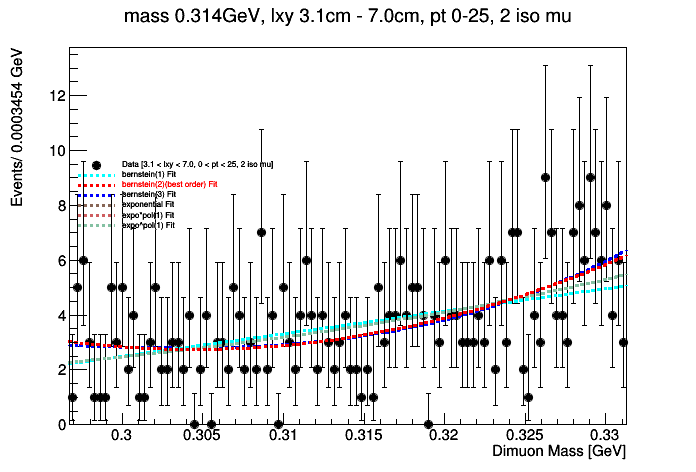 mass 0.314GeV, lxy 3.1cm - 7.0cm, pt 0-25, 2 iso mu
Events/ 0.0003454 GeV
12
10
8
6
4
2
0
Data [3.1 < lxy < 7.0, 0 < pt < 25, 2 iso mu]
bernstein(1) Fit
bernstein(2)(best order) Fit
bernstein(3) Fit
exponential Fit
expo*pol(1) Fit
expo^pol(1) Fit
0.3
0.305
0.31
0.315
0.32
0.325
0.33
Dimuon Mass [GeV]